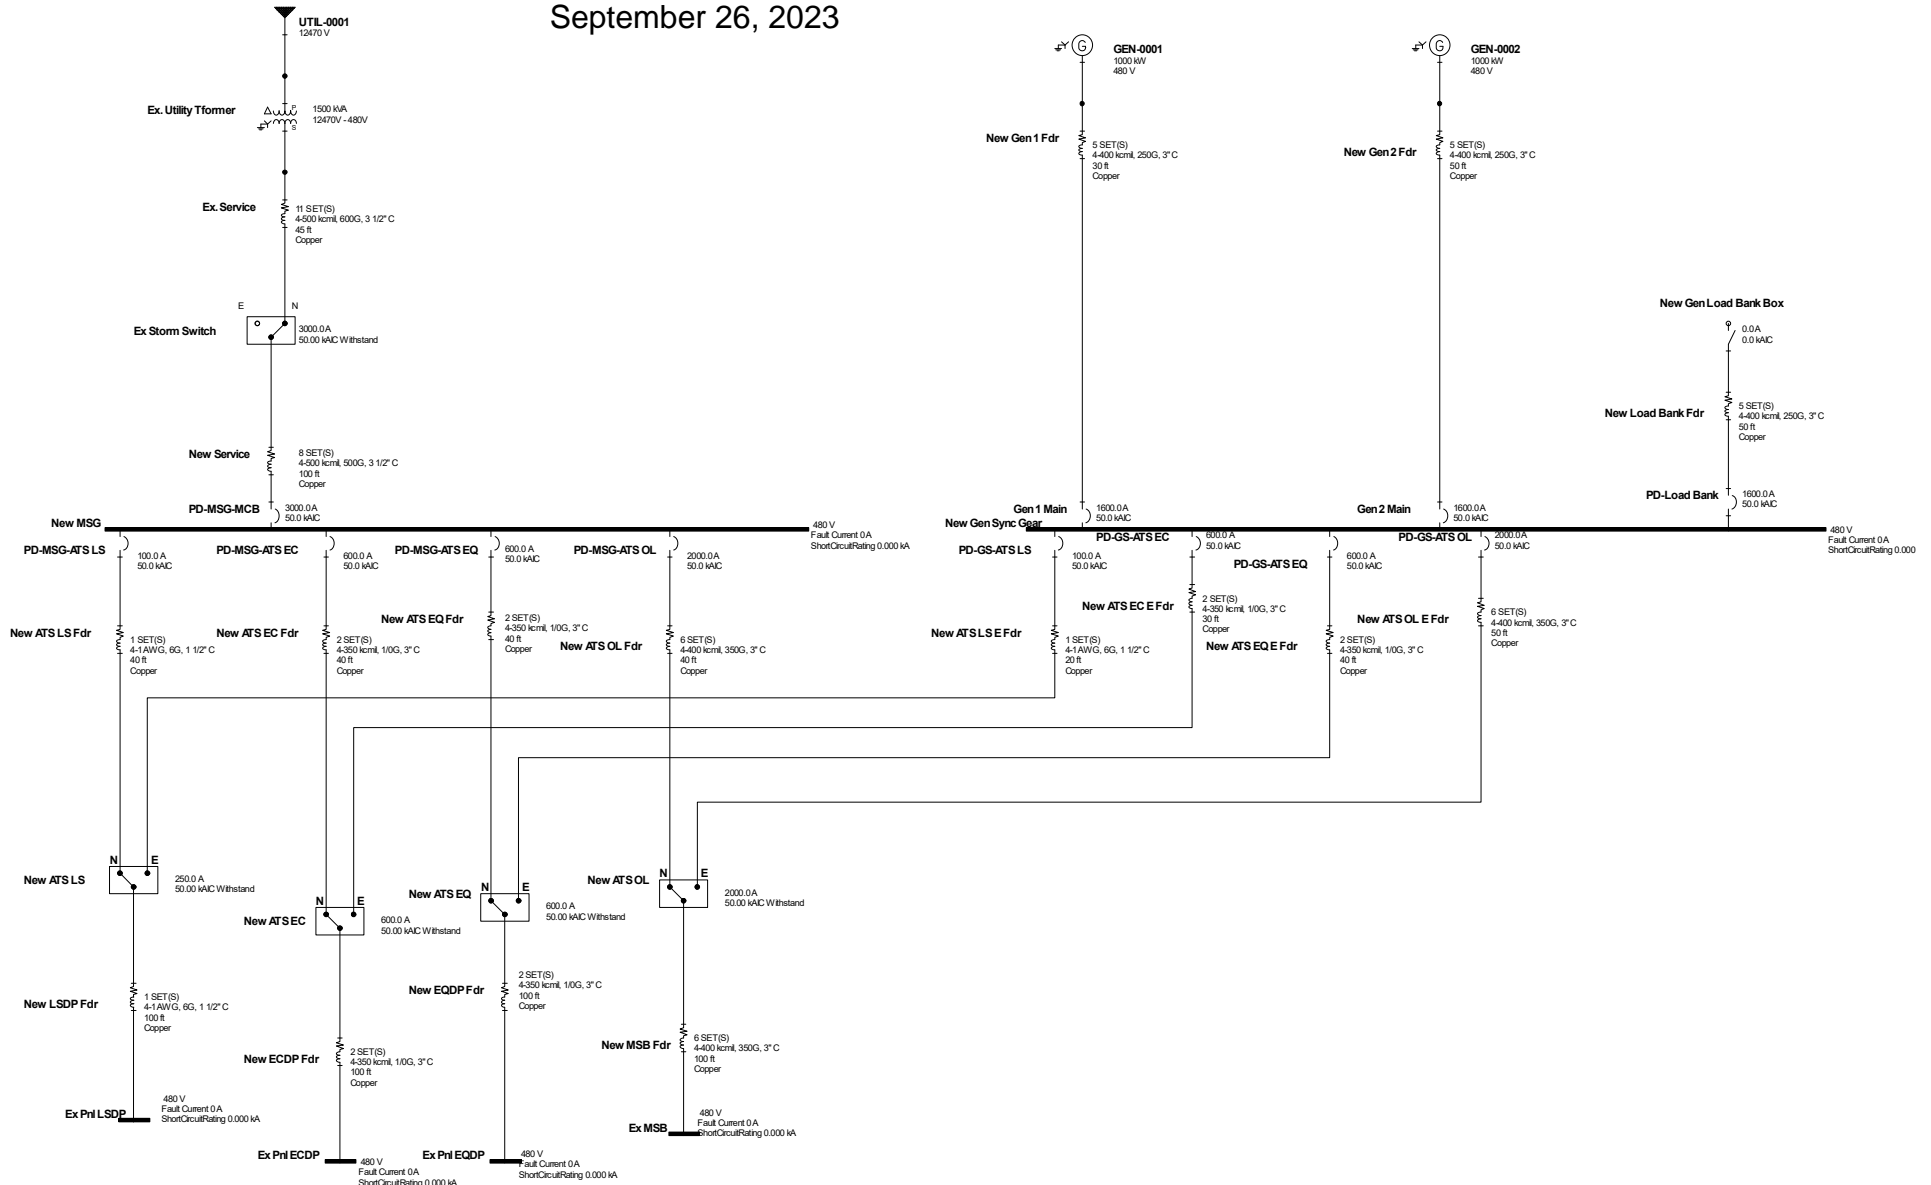 September 26, 2023
UTIL-0001
12470 V
Ex. Utility Tformer
P
S
1500 kVA
12470V - 480V
Ex. Service
11 SET(S)
4-500 kcmil, 600G, 3 1/2" C
45 ft
Copper
E
N
Ex Storm Switch
3000.0 A
50.00 kAIC Withstand
New Service
8 SET(S)
4-500 kcmil, 500G, 3 1/2" C
100 ft
Copper
PD-MSG-MCB
3000.0 A
50.0 kAIC
G
GEN-0001
1000 kW
480 V
New Gen 1 Fdr
5 SET(S)
4-400 kcmil, 250G, 3" C
30 ft
Copper
Gen 1 Main
1600.0 A
50.0 kAIC
G
GEN-0002
1000 kW
480 V
New Gen 2 Fdr
5 SET(S)
4-400 kcmil, 250G, 3" C
50 ft
Copper
Gen 2 Main
1600.0 A
50.0 kAIC
New Gen Load Bank Box
0.0 A
0.0 kAIC
New Load Bank Fdr
5 SET(S)
4-400 kcmil, 250G, 3" C
50 ft
Copper
PD-Load Bank
1600.0 A
50.0 kAIC
New MSG
480 V
Fault Current 0 A
ShortCircuitRating 0.000 kA
New Gen Sync Gear
480 V
Fault Current 0 A
ShortCircuitRating 0.000
PD-MSG-ATS LS
100.0 A
50.0 kAIC
PD-MSG-ATS EC
600.0 A
50.0 kAIC
PD-MSG-ATS EQ
600.0 A
50.0 kAIC
PD-MSG-ATS OL
2000.0 A
50.0 kAIC
PD-GS-ATS LS
100.0 A
50.0 kAIC
PD-GS-ATS EC
600.0 A
50.0 kAIC
PD-GS-ATS EQ
600.0 A
50.0 kAIC
PD-GS-ATS OL
2000.0 A
50.0 kAIC
New ATS LS Fdr
1 SET(S)
4-1 AWG, 6G, 1 1/2" C
40 ft
Copper
New ATS EC Fdr
2 SET(S)
4-350 kcmil, 1/0G, 3" C
40 ft
Copper
New ATS EQ Fdr
2 SET(S)
4-350 kcmil, 1/0G, 3" C
40 ft
Copper
New ATS OL Fdr
6 SET(S)
4-400 kcmil, 350G, 3" C
40 ft
Copper
New ATS LS E Fdr
1 SET(S)
4-1 AWG, 6G, 1 1/2" C
20 ft
Copper
New ATS EC E Fdr
2 SET(S)
4-350 kcmil, 1/0G, 3" C
30 ft
Copper
New ATS EQ E Fdr
2 SET(S)
4-350 kcmil, 1/0G, 3" C
40 ft
Copper
New ATS OL E Fdr
6 SET(S)
4-400 kcmil, 350G, 3" C
50 ft
Copper
N E
New ATS LS
250.0 A
50.00 kAIC Withstand
N E
New ATS EC
600.0 A
50.00 kAIC Withstand
N E
New ATS EQ
600.0 A
50.00 kAIC Withstand
N E
New ATS OL
2000.0 A
50.00 kAIC Withstand
New LSDP Fdr
1 SET(S)
4-1 AWG, 6G, 1 1/2" C
100 ft
Copper
New ECDP Fdr
2 SET(S)
4-350 kcmil, 1/0G, 3" C
100 ft
Copper
New EQDP Fdr
2 SET(S)
4-350 kcmil, 1/0G, 3" C
100 ft
Copper
New MSB Fdr
6 SET(S)
4-400 kcmil, 350G, 3" C
100 ft
Copper
Ex Pnl LSDP
480 V
Fault Current 0 A
ShortCircuitRating 0.000 kA
Ex Pnl ECDP
480 V
Fault Current 0 A
ShortCircuitRating 0.000 kA
Ex Pnl EQDP
480 V
Fault Current 0 A
ShortCircuitRating 0.000 kA
Ex MSB
480 V
Fault Current 0 A
ShortCircuitRating 0.000 kA